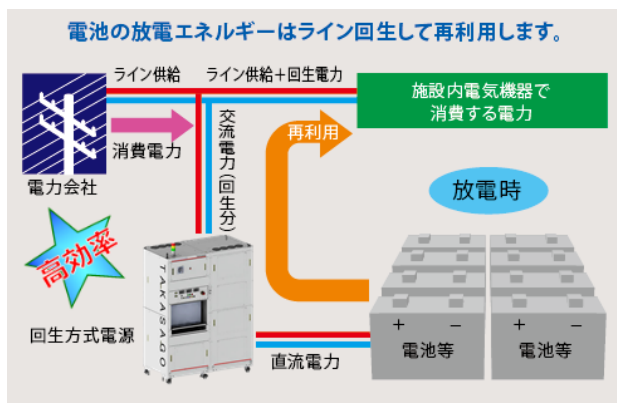 電池の放電エネルギーはライン回生して再利用します。
ライン供給
ライン供給＋回生電力
施設内電気機器で
消費する電力
消費電力
電力会社
交流電力（回生分）
再利用
放電時
高効率
TAKASAGO
回生方式電源
直流電力
+ −
電池等
+ −
電池等